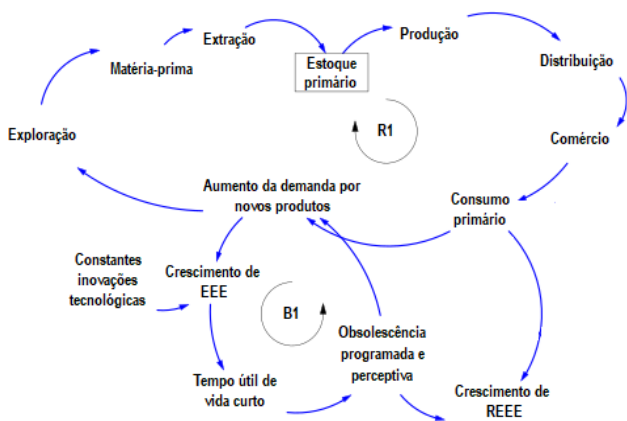 Extração
Produção
Matéria-prima
Estoque
primário
Distribuição
Exploração
R1
Comércio
Aumento da demanda por
novos produtos
Consumo
primário
Constantes
inovações
tecnológicas
Crescimento de
EEE
B1
Obsolescência
programada e
perceptiva
Tempo útil de
vida curto
Crescimento de
REEE